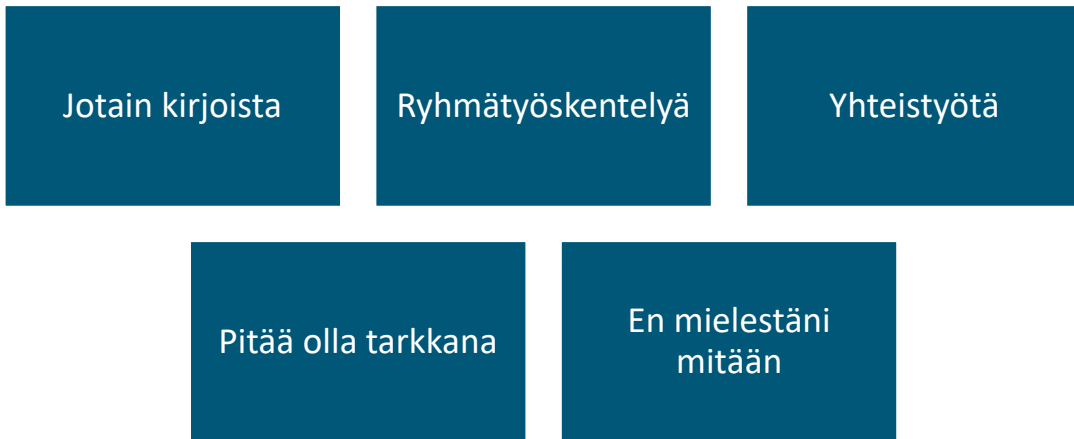 Jotain kirjoista
Ryhmätyöskentelyä
Yhteistyötä
Pitää olla tarkkana
En mielestäni
mitään